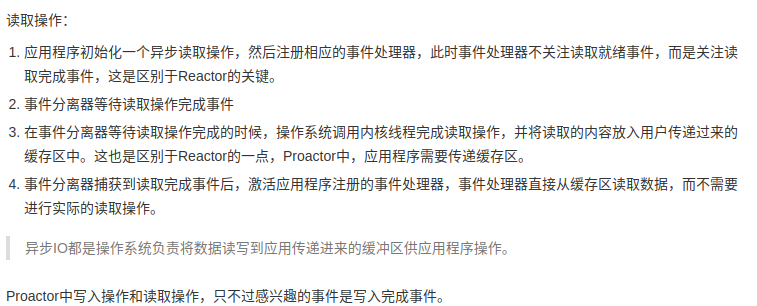 读取操作：
1. 应用程序初始化一个异步读取操作，然后注册相应的事件处理器，此时事件处理器不关注读取就绪事件，而是关注读
取完成事件，这是区别于Reactor的关键。
2. 事件分离器等待读取操作完成事件
3. 在事件分离器等待读取操作完成的时候，操作系统调用内核线程完成读取操作，并将读取的内容放入用户传递过来的
缓存区中。这也是区别于Reactor的一点，Proactor中，应用程序需要传递缓存区。
4. 事件分离器捕获到读取完成事件后，激活应用程序注册的事件处理器，事件处理器直接从缓存区读取数据，而不需要
进行实际的读取操作。
异步IO都是操作系统负责将数据读写到应用传递进来的缓冲区供应用程序操作。
Proactor中写入操作和读取操作，只不过感兴趣的事件是写入完成事件。